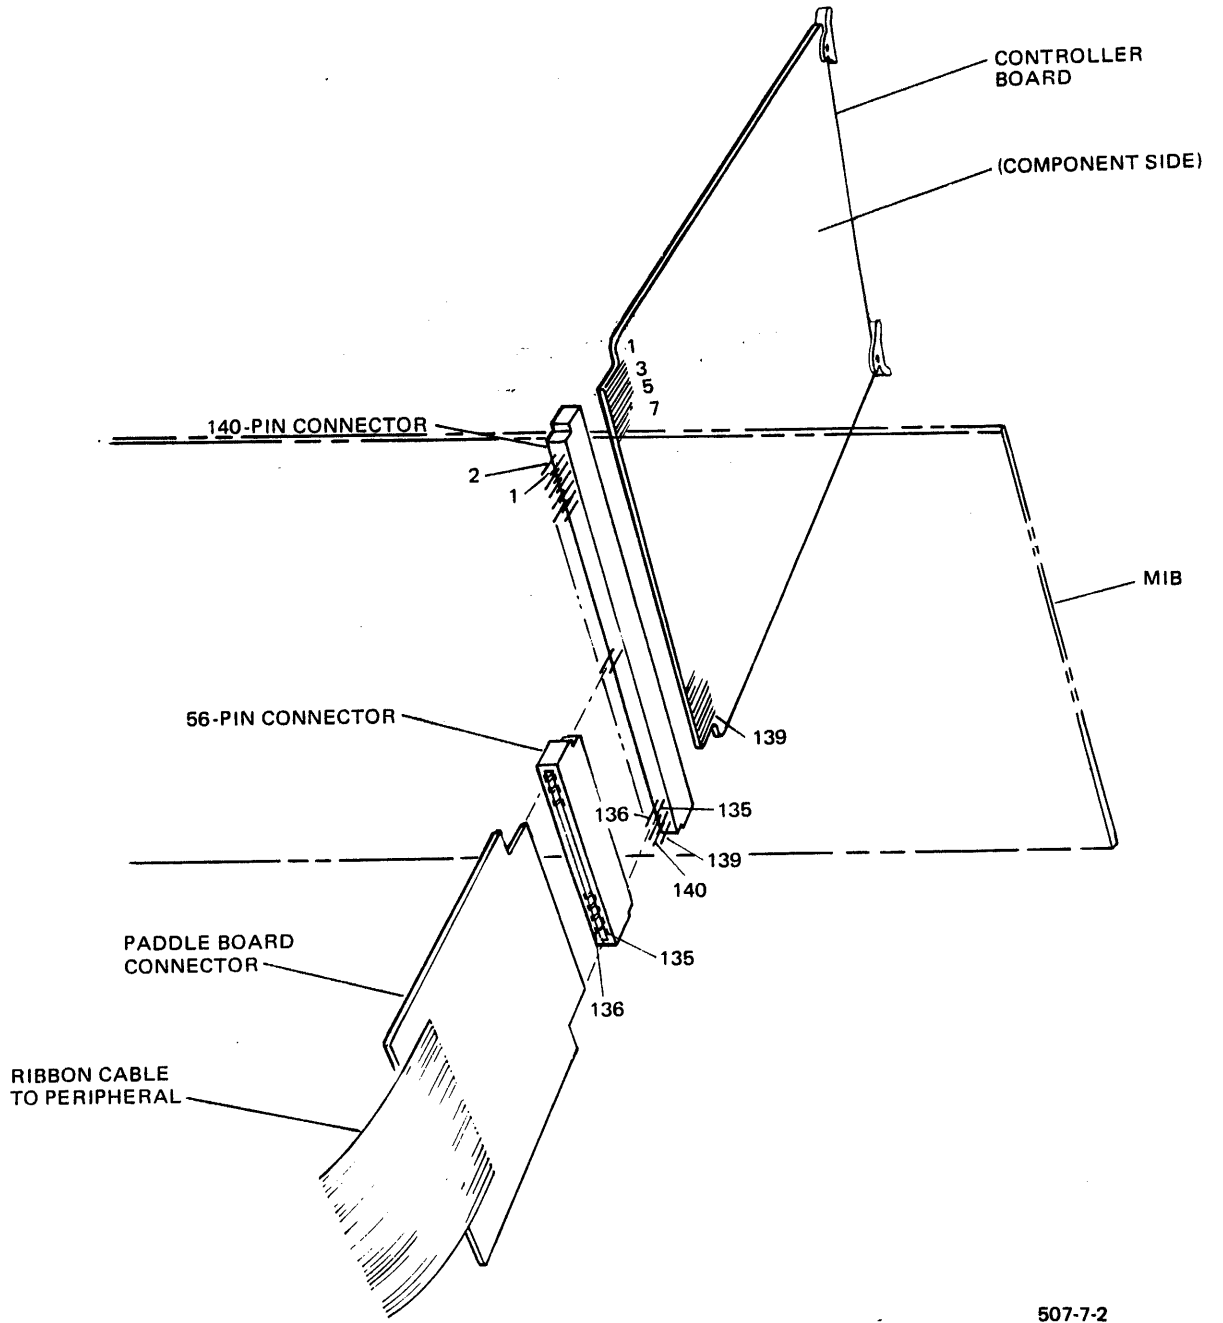 CONTROLLER
BOARD
(COMPONENT SIDE)
1
3
5
7
140-PIN CONNECTOR
2
1
MIB
56-PIN CONNECTOR
139
136
135
139
140
PADDLE BOARD
CONNECTOR
135
136
RIBBON CABLE
TO PERIPHERAL
507-7-2